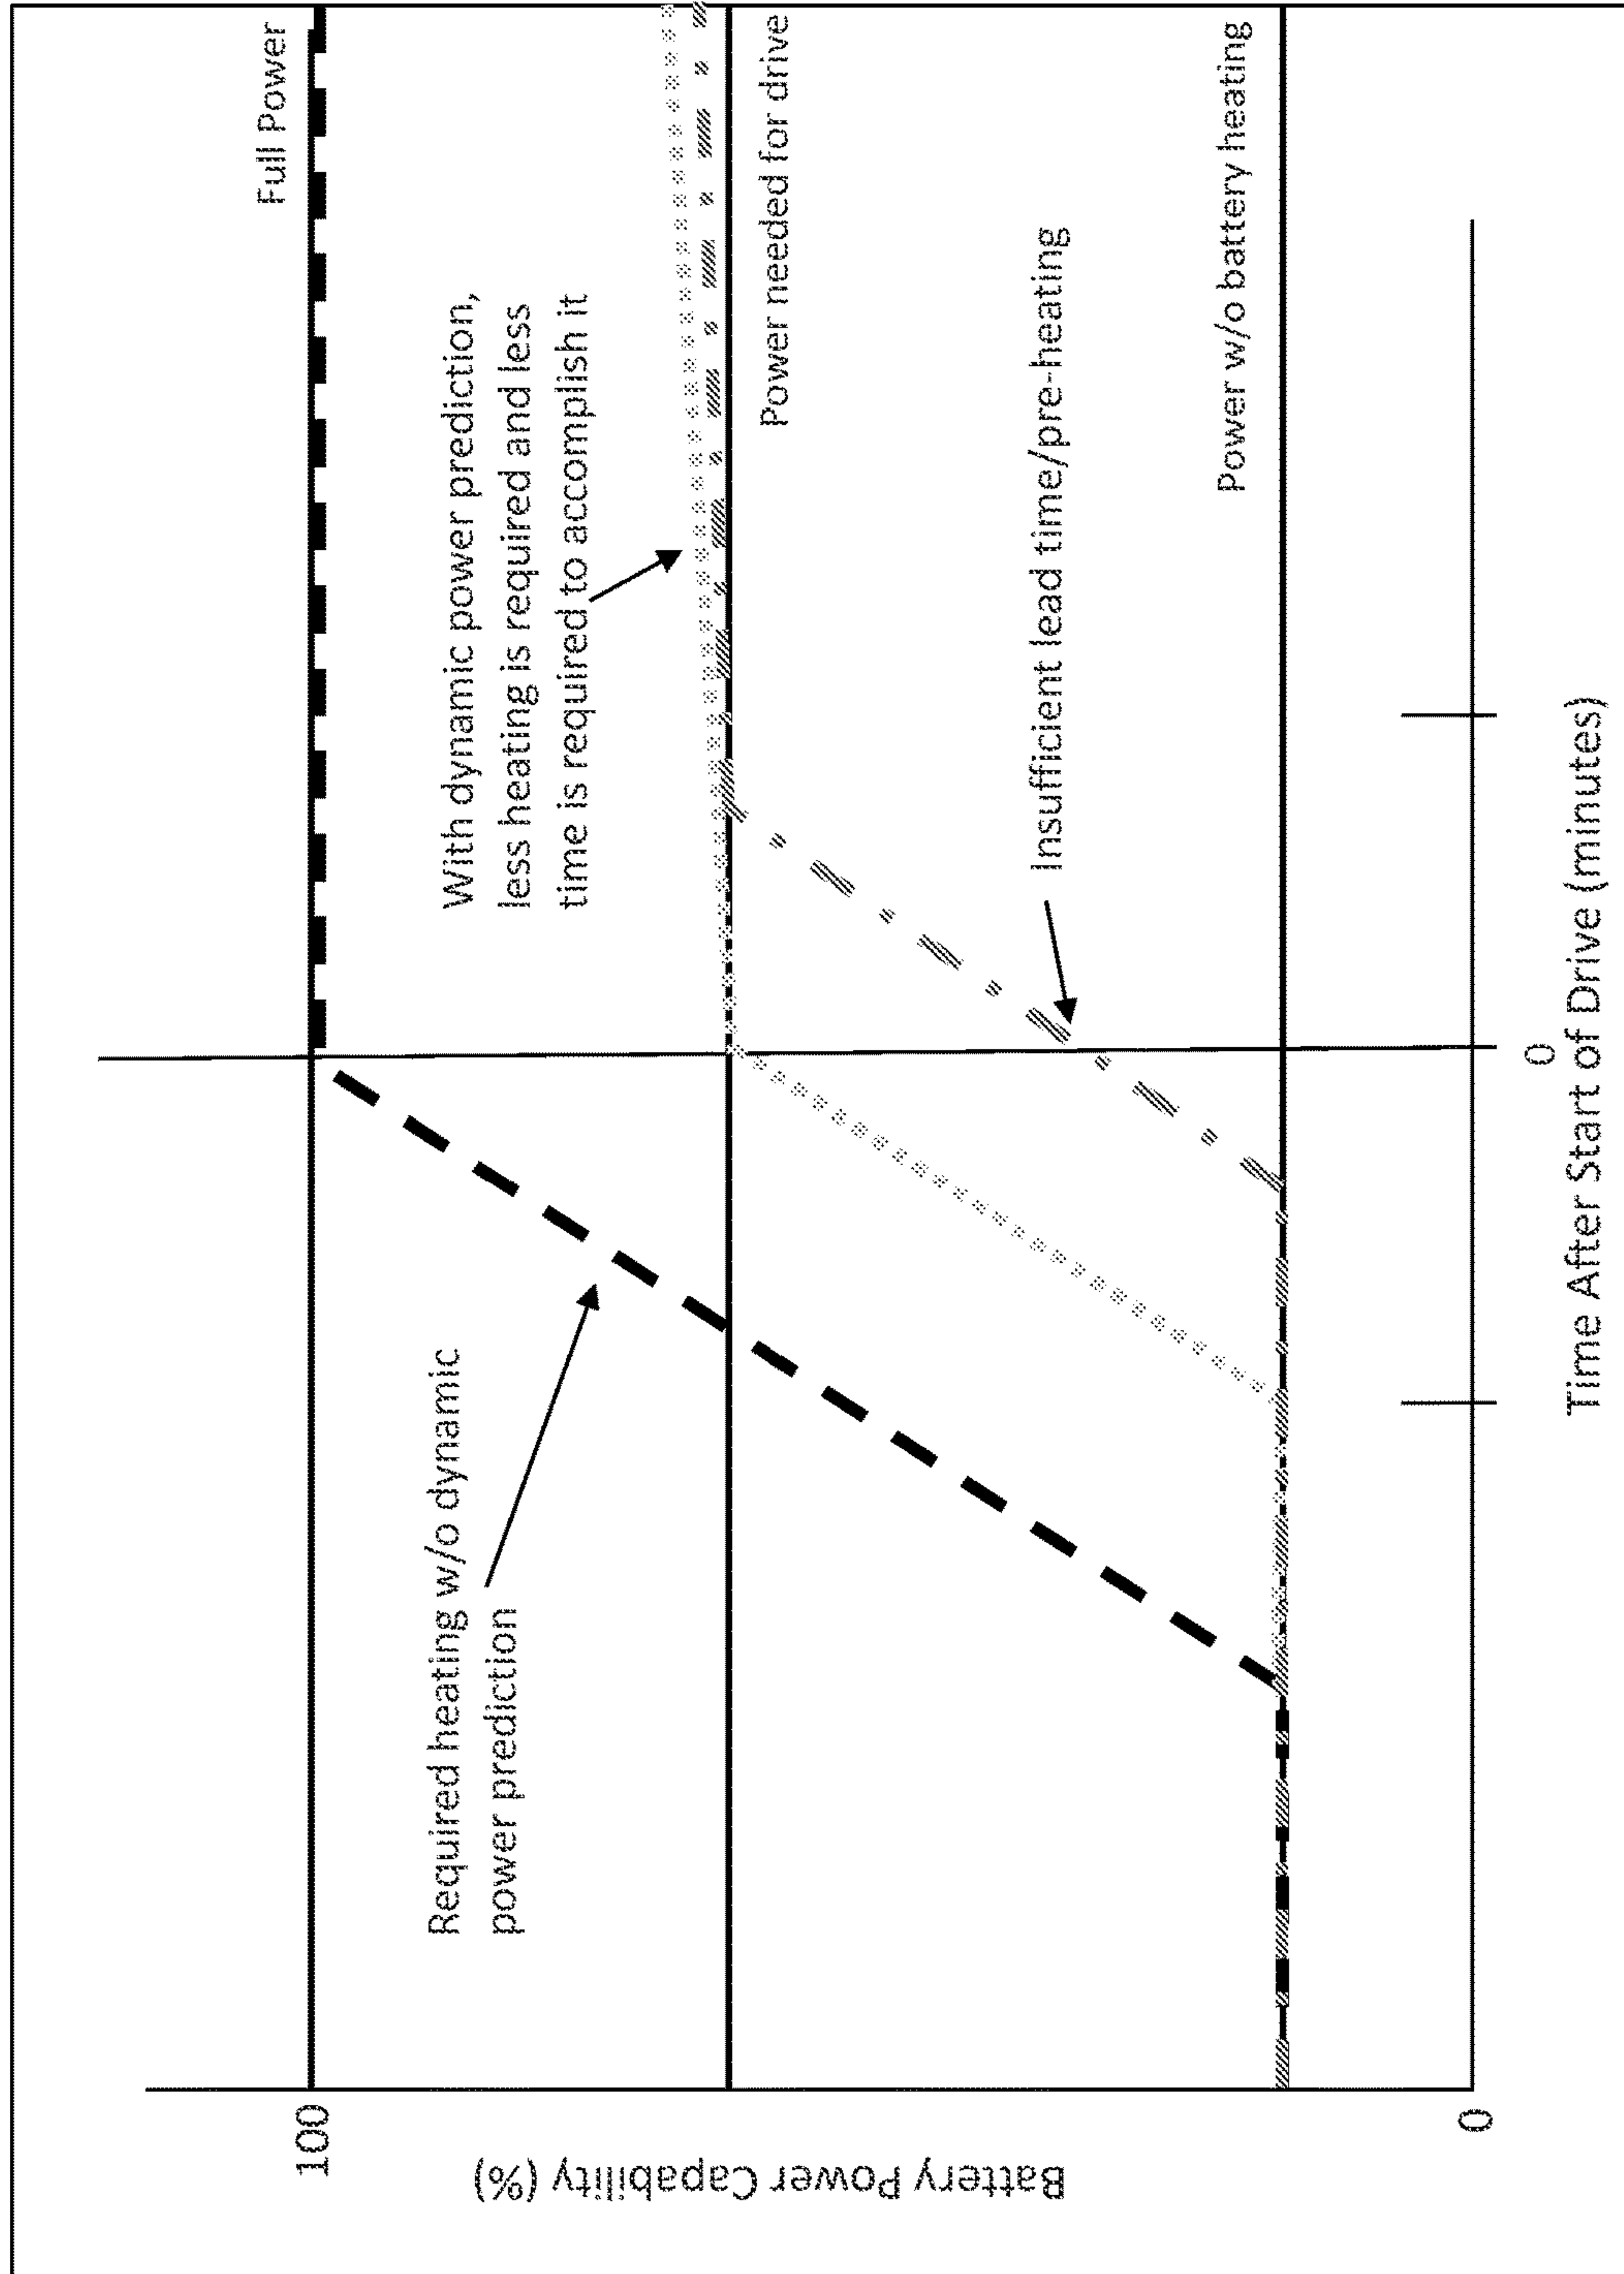 Full Power
With dynamic power prediction,
less heating is required and less
time is required to accomplish it
Required heating w/o dynamic
power prediction
Power needed for drive
Insufficient lead time/pre-heating
Power w/o battery heating
100
Battery Power Capability (%)
0
0
Time After Start of Drive (minutes)